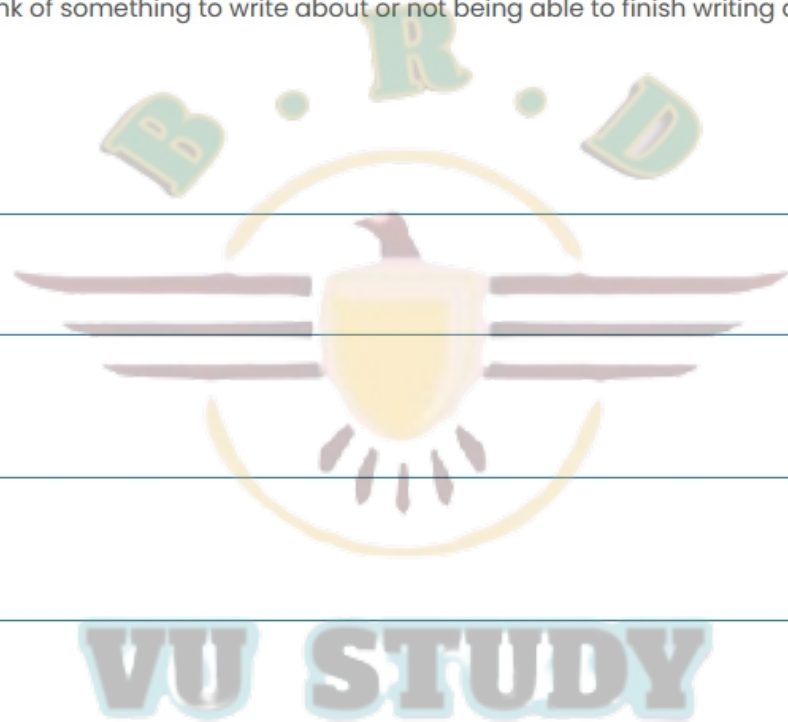 nk of something to write about or not being able to finish writing
B . R . D
VU STUDY